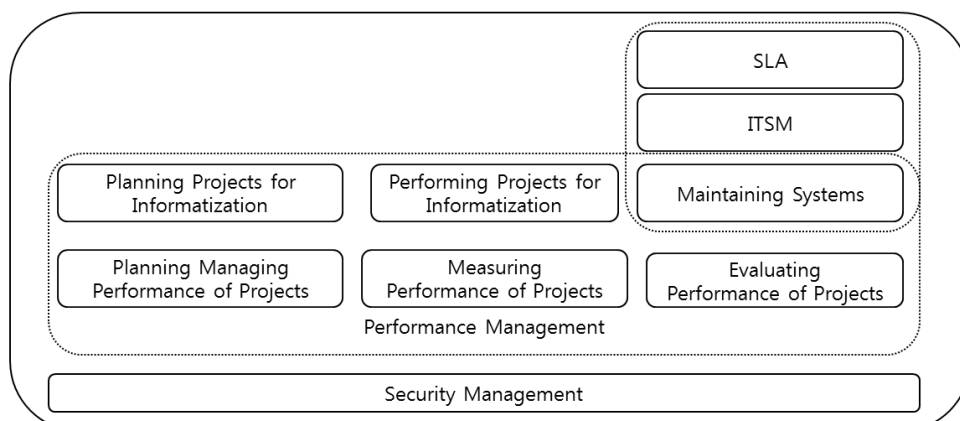 SLA
ITSM
Planning Projects for
Informatization
Performing Projects for
Informatization
Maintaining Systems
Planning Managing
Performance of Projects
Measuring
Performance of Projects
Evaluating
Performance of Projects
Performance Management
Security Management